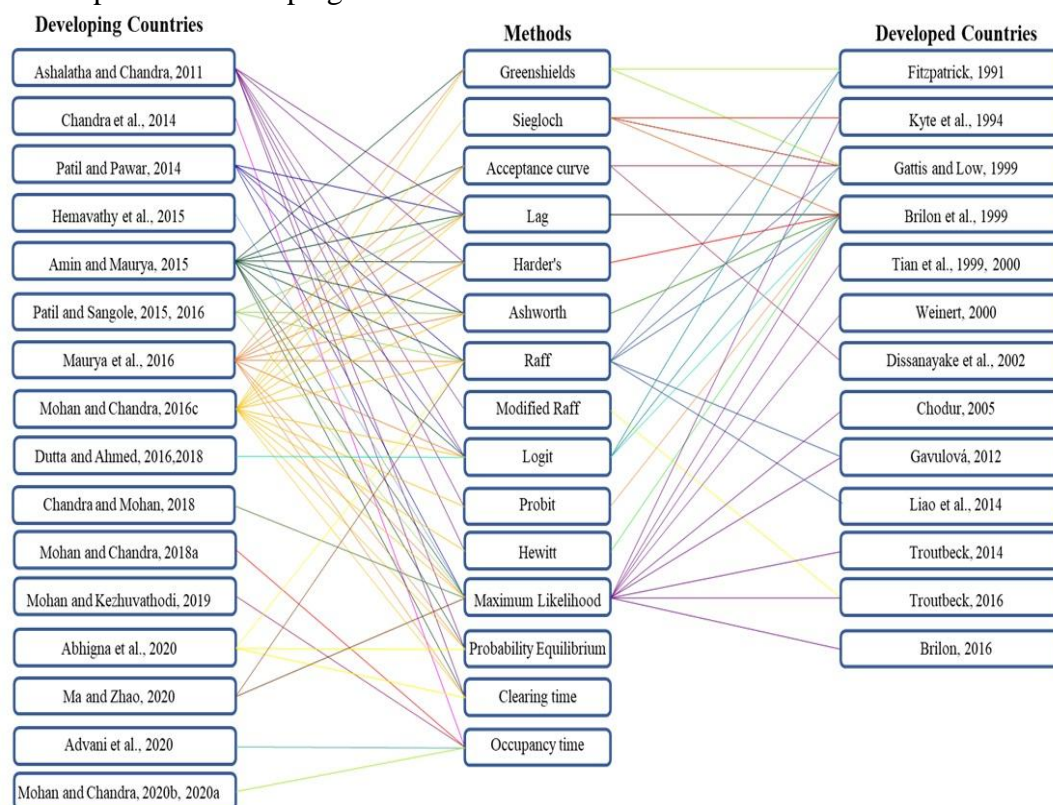 Developing Countries
Ashalatha and Chandra, 2011
Chandra et al., 2014
Patil and Pawar, 2014
Hemavathy et al., 2015
Amin and Maurya, 2015
Patil and Sangole, 2015, 2016
Maurya et al., 2016
Mohan and Chandra, 2016c
Dutta and Ahmed, 2016,2018
Chandra and Mohan, 2018
Mohan and Chandra, 2018a
Mohan and Kezhuvathodi, 2019
Abhigna et al., 2020
Ma and Zhao, 2020
Advani et al., 2020
Mohan and Chandra, 2020b, 2020a
Methods
Greenshields
Siegloch
Acceptance curve
Lag
Harder's
Ashworth
Raff
Modified Raff
Logit
Probit
Hewitt
Maximum Likelihood
Probability Equilibrium
Clearing time
Occupancy time
Developed Countries
Fitzpatrick, 1991
Kyte et al., 1994
Gattis and Low, 1999
Brilon et al., 1999
Tian et al., 1999, 2000
Weinert, 2000
Dissanayake et al., 2002
Chodur, 2005
Gavulová, 2012
Liao et al., 2014
Troutbeck, 2014
Troutbeck, 2016
Brilon, 2016